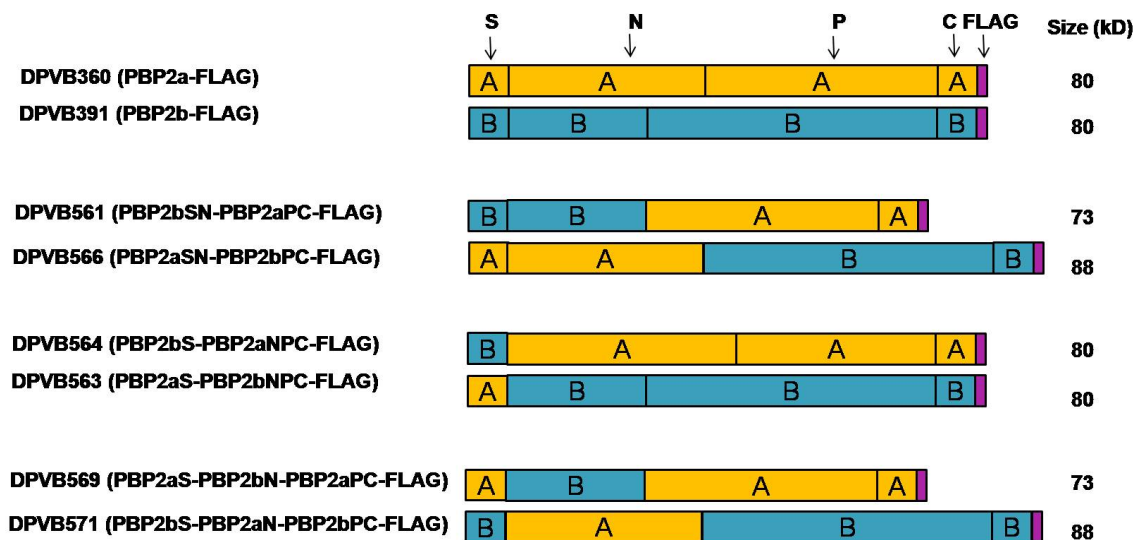 S N P C FLAG Size (kD)
DPVB360 (PBP2a-FLAG) A A A A 80
DPVB391 (PBP2b-FLAG) B B B B 80
DPVB561 (PBP2bSN-PBP2aPC-FLAG) B B A A 73
DPVB566 (PBP2aSN-PBP2bPC-FLAG) A A B B 88
DPVB564 (PBP2bS-PBP2aNPC-FLAG) B A A A 80
DPVB563 (PBP2aS-PBP2bNPC-FLAG) A B B B 80
DPVB569 (PBP2aS-PBP2bN-PBP2aPC-FLAG) A B A A 73
DPVB571 (PBP2bS-PBP2aN-PBP2bPC-FLAG) B A B B 88